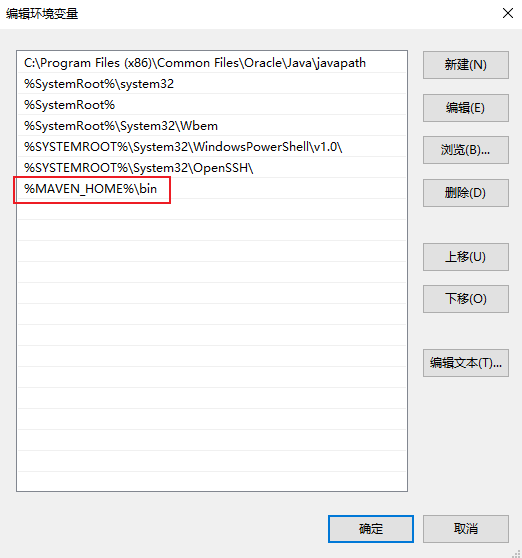 编辑环境变量
C:\Program Files (x86)\Common Files\Oracle\Java\javapath
%SystemRoot%\system32
%SystemRoot%
%SystemRoot%\System32\Wbem
%SYSTEMROOT%\System32\WindowsPowerShell\v1.0\
%SYSTEMROOT%\System32\OpenSSH\
%MAVEN_HOME%\bin
新建(N)
编辑(E)
浏览(B)...
删除(D)
上移(U)
下移(O)
编辑文本(T)...
确定
取消